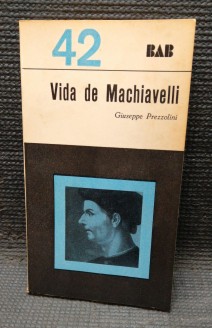 42
BAB
Vida de Machiavelli
Giuseppe Prezzolini